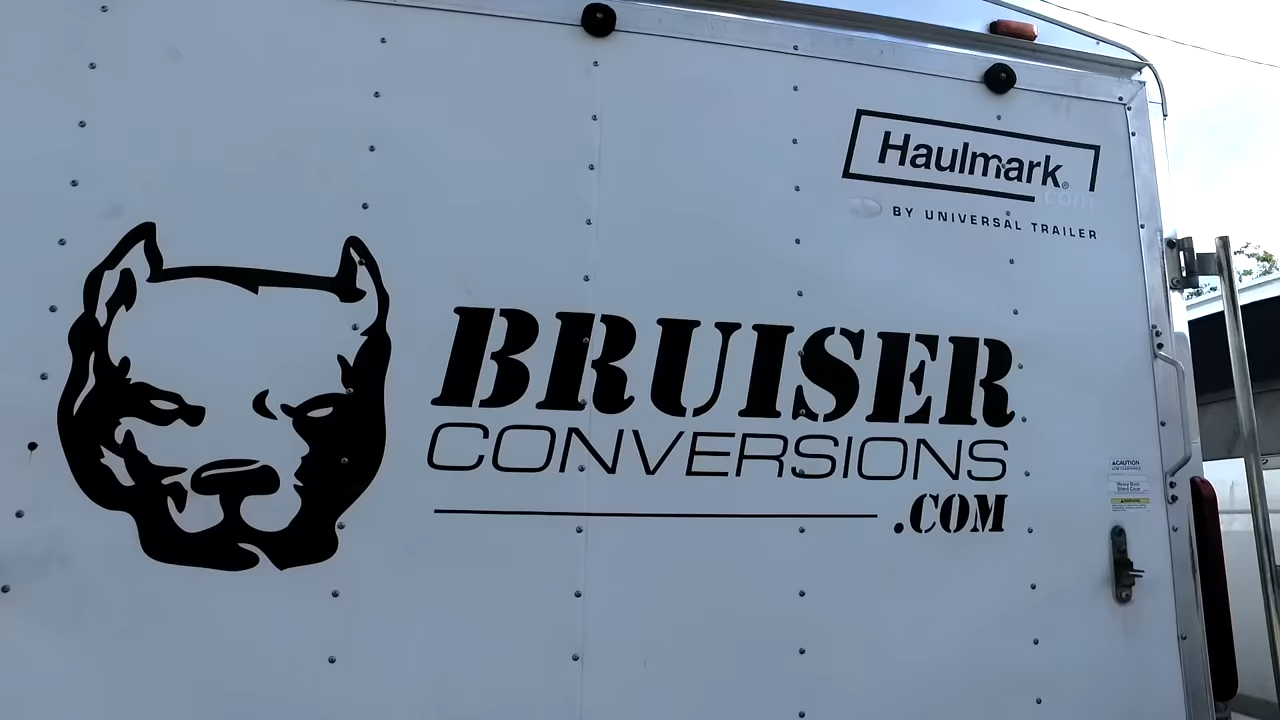 Haulmark®
BY UNIVERSAL TRAILER
BRUISER
CONVERSIONS
.COM
CAUTION